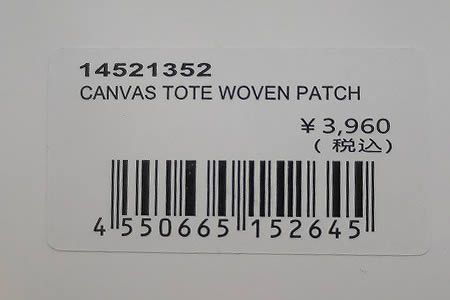 14521352
CANVAS TOTE WOVEN PATCH
¥3,960
(税込)
4 550665 152645